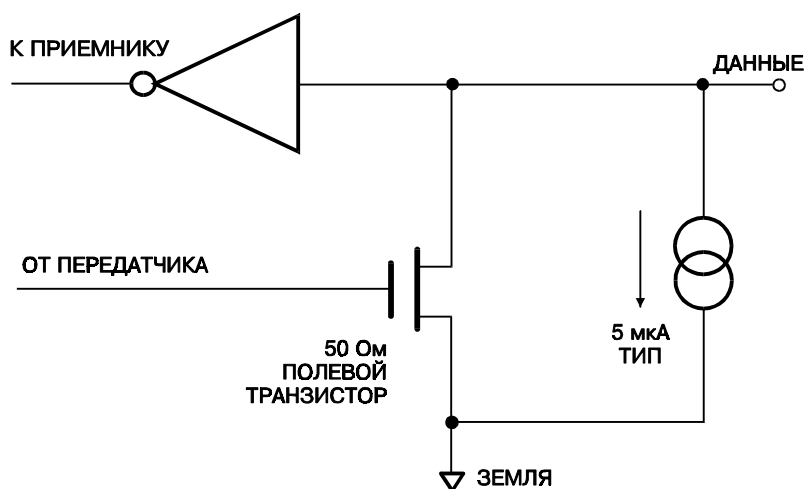 К ПРИЕМНИКУ
ДАННЫЕ
ОТ ПЕРЕДАТЧИКА
50 Ом
ПОЛЕВОЙ
ТРАНЗИСТОР
5 мкА
ТИП
ЗЕМЛЯ